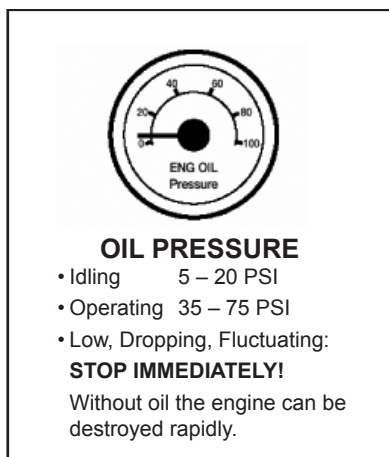 40 60
20 80
0 100
ENG OIL
Pressure
OIL PRESSURE
• Idling 5 – 20 PSI
• Operating 35 – 75 PSI
• Low, Dropping, Fluctuating:
STOP IMMEDIATELY!
Without oil the engine can be
destroyed rapidly.